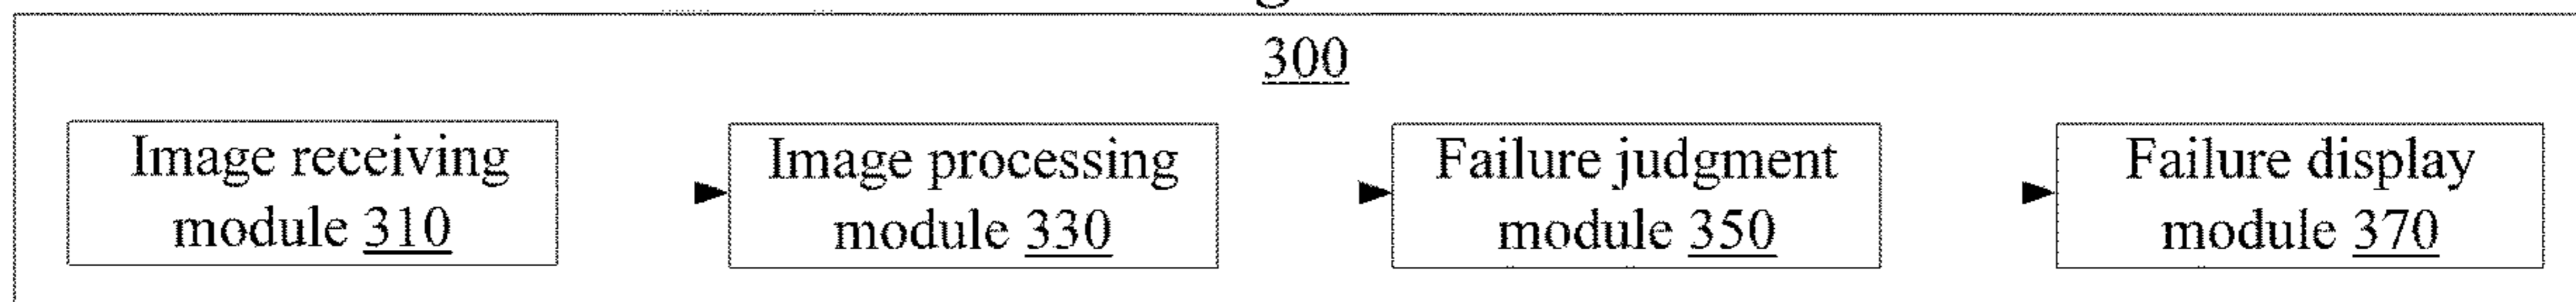 300
Image receiving
module 310
Image processing
module 330
Failure judgment
module 350
Failure display
module 370